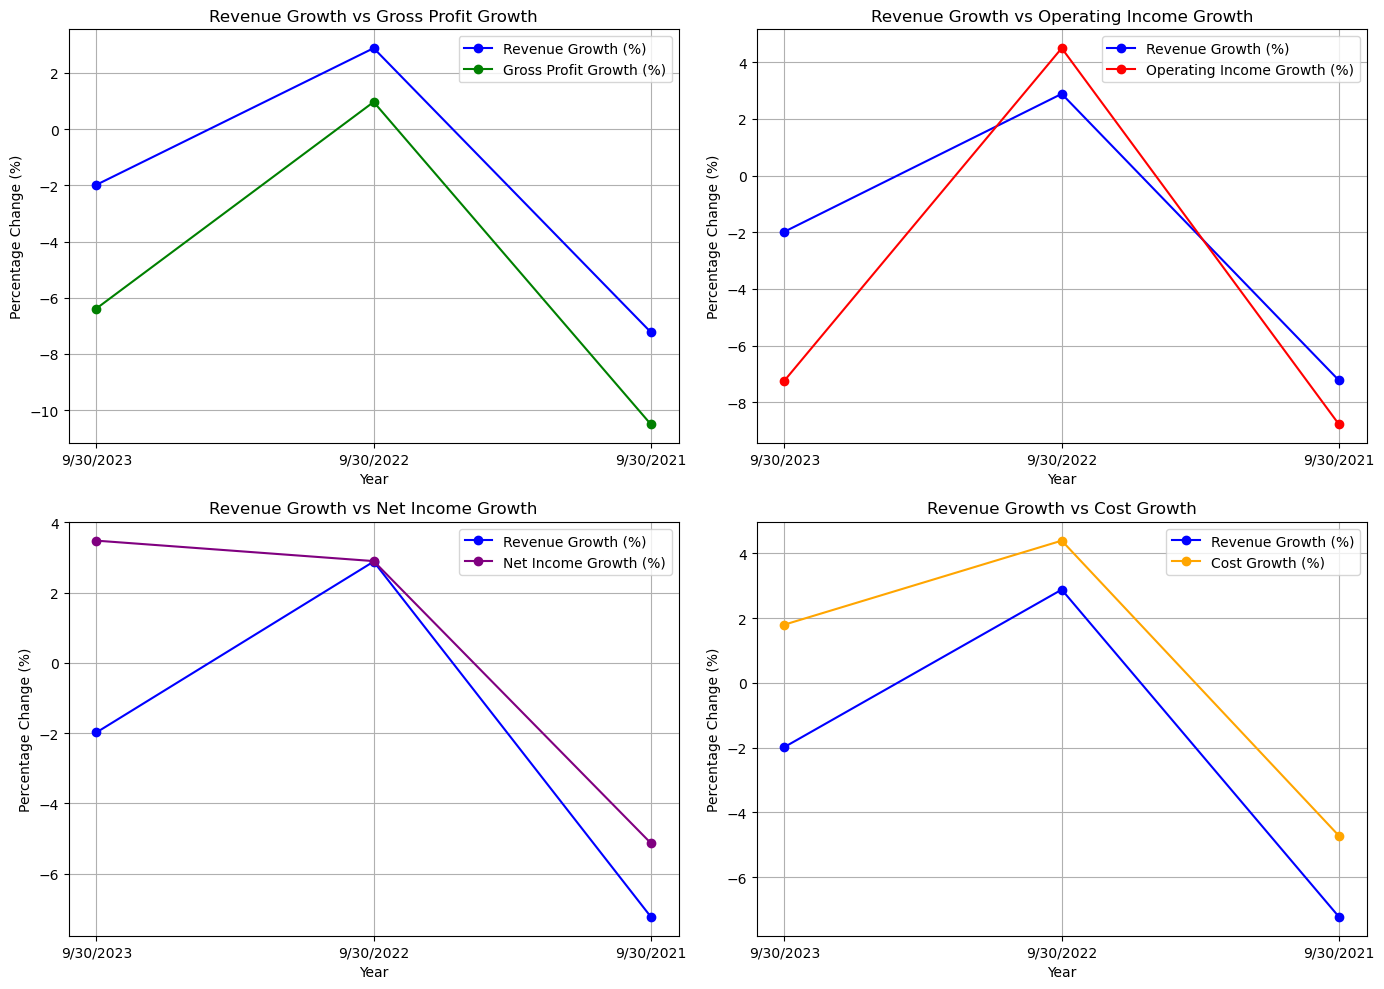 Revenue Growth vs Gross Profit Growth
Revenue Growth (%)
Gross Profit Growth (%)
Percentage Change (%)
2
0
−2
−4
−6
−8
−10
9/30/2023
9/30/2022
9/30/2021
Year
Revenue Growth vs Operating Income Growth
Revenue Growth (%)
Operating Income Growth (%)
Percentage Change (%)
4
2
0
−2
−4
−6
−8
9/30/2023
9/30/2022
9/30/2021
Year
Revenue Growth vs Net Income Growth
Revenue Growth (%)
Net Income Growth (%)
Percentage Change (%)
4
2
0
−2
−4
−6
9/30/2023
9/30/2022
9/30/2021
Year
Revenue Growth vs Cost Growth
Revenue Growth (%)
Cost Growth (%)
Percentage Change (%)
4
2
0
−2
−4
−6
9/30/2023
9/30/2022
9/30/2021
Year